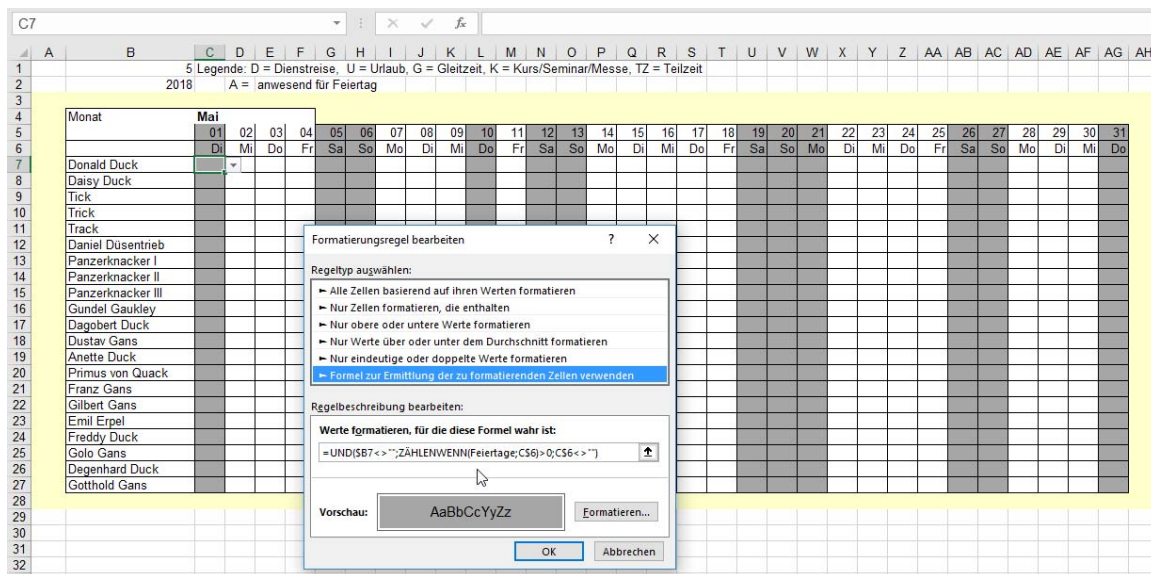 C7
fx
A B C D E F G H I J K L M N O P Q R S T U V W X Y Z AA AB AC AD AE AF AG AH
1 5 Legende: D = Dienstreise, U = Urlaub, G = Gleitzeit, K = Kurs/Seminar/Messe, TZ = Teilzeit
2 2018 A = anwesend für Feiertag
3
4 Monat Mai
5 01 02 03 04 05 06 07 08 09 10 11 12 13 14 15 16 17 18 19 20 21 22 23 24 25 26 27 28 29 30 31
6 Di Mi Do Fr Sa So Mo Di Mi Do Fr Sa So Mo Di Mi Do Fr Sa So Mo Di Mi Do Fr Sa So Mo Di Mi Do
7 Donald Duck
8 Daisy Duck
9 Tick
10 Trick
11 Track
12 Daniel Düsentrieb
13 Panzerknacker I
14 Panzerknacker II
15 Panzerknacker III
16 Gundel Gaukley
17 Dagobert Duck
18 Dustav Gans
19 Anette Duck
20 Primus von Quack
21 Franz Gans
22 Gilbert Gans
23 Emil Erpel
24 Freddy Duck
25 Golo Gans
26 Degenhard Duck
27 Gotthold Gans
28
29
30
31
32
Formatierungsregel bearbeiten ? ×
Regeltyp auswählen:
► Alle Zellen basierend auf ihren Werten formatieren
► Nur Zellen formatieren, die enthalten
► Nur obere oder untere Werte formatieren
► Nur Werte über oder unter dem Durchschnitt formatieren
► Nur eindeutige oder doppelte Werte formatieren
► Formel zur Ermittlung der zu formatierenden Zellen verwenden
Regelbeschreibung bearbeiten:
Werte formatieren, für die diese Formel wahr ist:
=UND($B7<>"";ZÄHLENWENN(Feiertage;C$6)>0;C$6<>"")
Vorschau: AaBbCcYyZz Formatieren...
OK Abbrechen